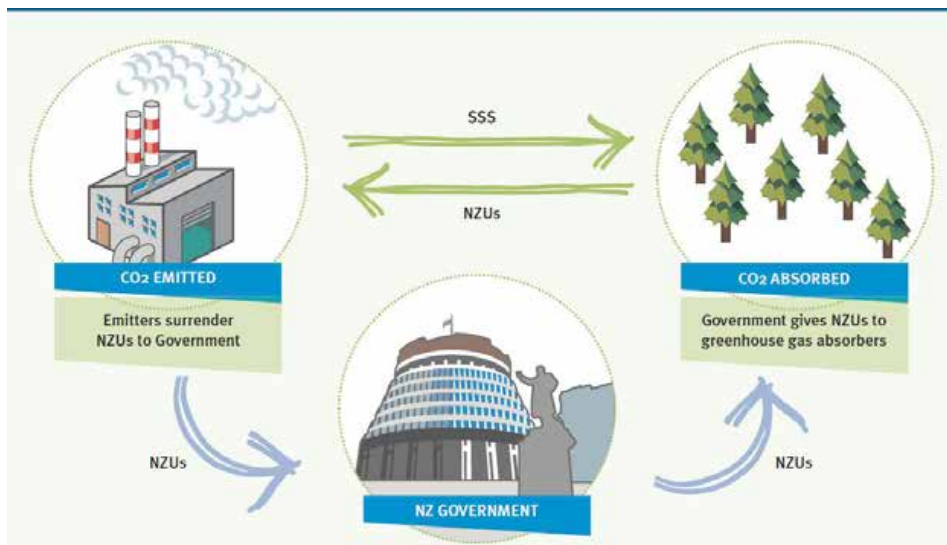 $$$
NZUs
CO2 EMITTED
Emitters surrender
NZUs to Government
CO2 ABSORBED
Government gives NZUs to
greenhouse gas absorbers
NZUs
NZUs
NZ GOVERNMENT